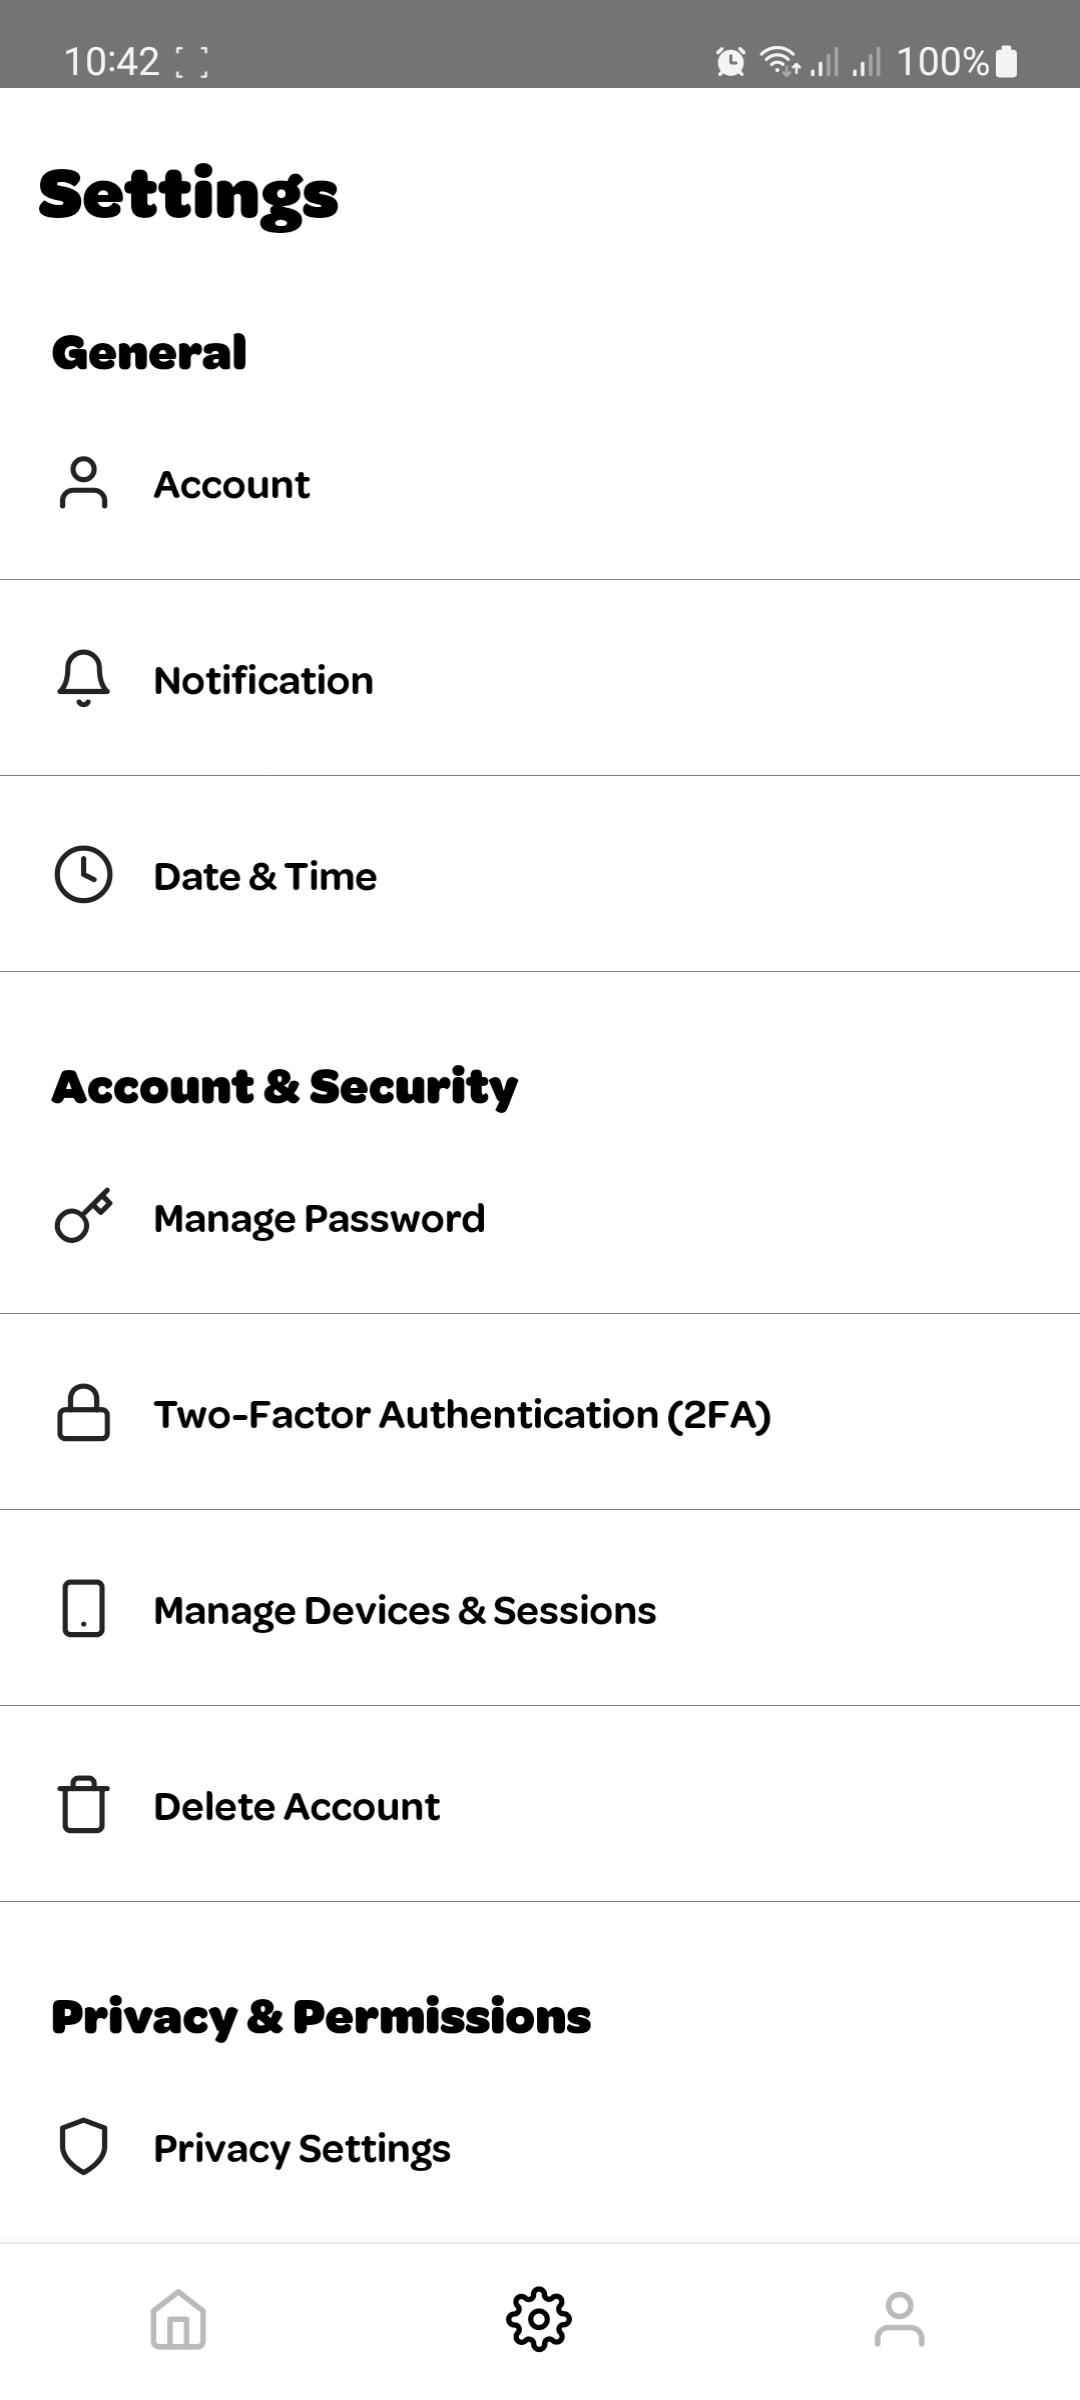 10:42 100%
Settings
General
Account
Notification
Date & Time
Account & Security
Manage Password
Two-Factor Authentication (2FA)
Manage Devices & Sessions
Delete Account
Privacy & Permissions
Privacy Settings